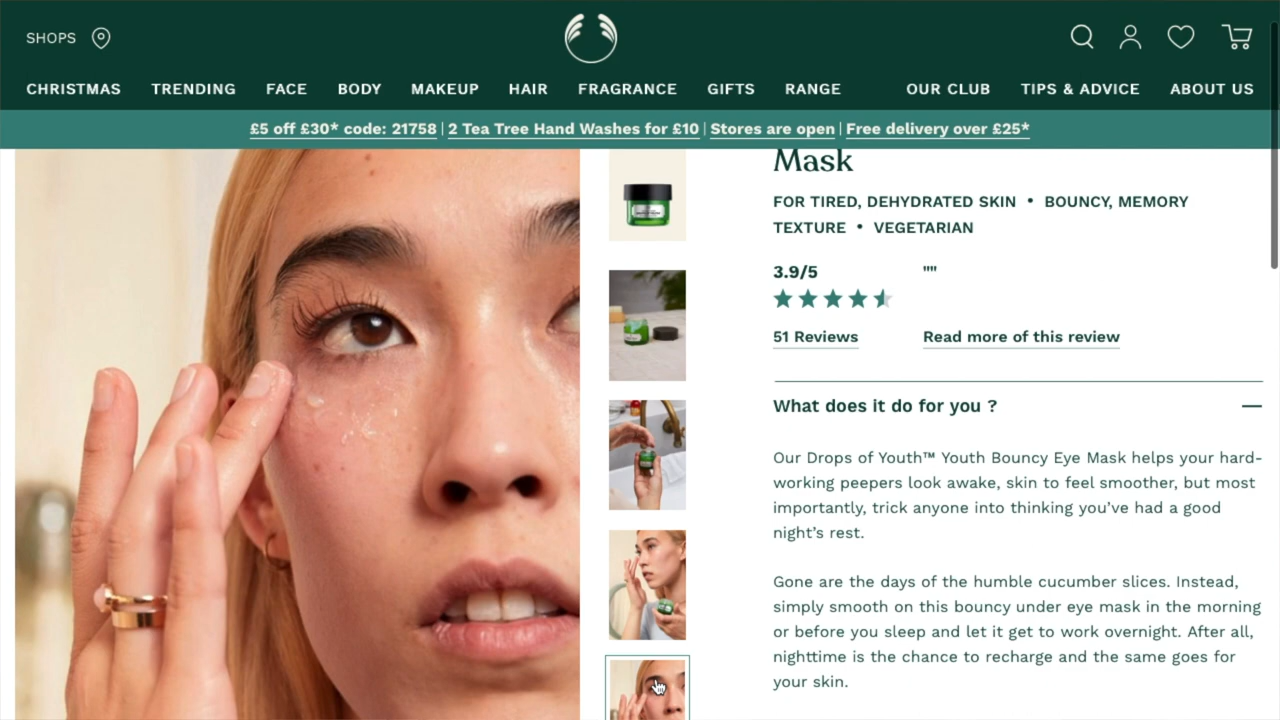 SHOPS
CHRISTMAS TRENDING FACE BODY MAKEUP HAIR FRAGRANCE GIFTS RANGE OUR CLUB TIPS & ADVICE ABOUT US
£5 off £30* code: 21758 | 2 Tea Tree Hand Washes for £10 | Stores are open | Free delivery over £25*
Mask
FOR TIRED, DEHYDRATED SKIN • BOUNCY, MEMORY
TEXTURE • VEGETARIAN
3.9/5 ""
51 Reviews Read more of this review
What does it do for you ?
Our Drops of Youth™ Youth Bouncy Eye Mask helps your hard-
working peepers look awake, skin to feel smoother, but most
importantly, trick anyone into thinking you’ve had a good
night’s rest.
Gone are the days of the humble cucumber slices. Instead,
simply smooth on this bouncy under eye mask in the morning
or before you sleep and let it get to work overnight. After all,
nighttime is the chance to recharge and the same goes for
your skin.